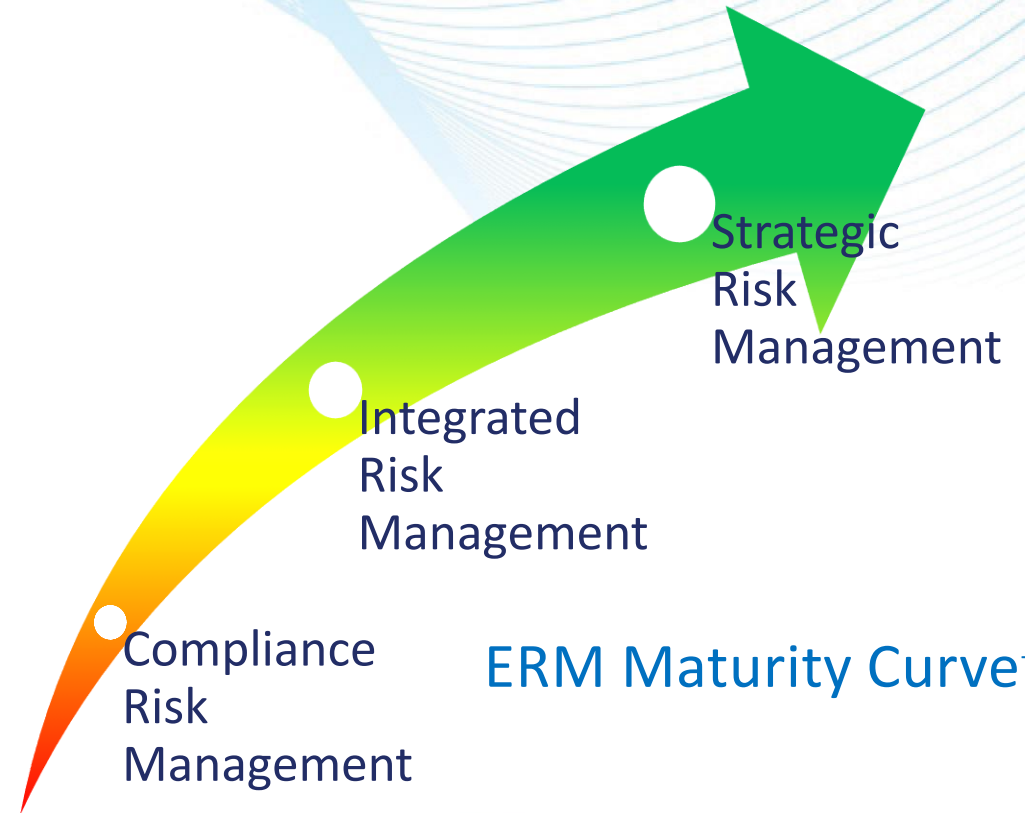 Strategic
Risk
Management
Integrated
Risk
Management
Compliance
Risk
Management
ERM Maturity Curve